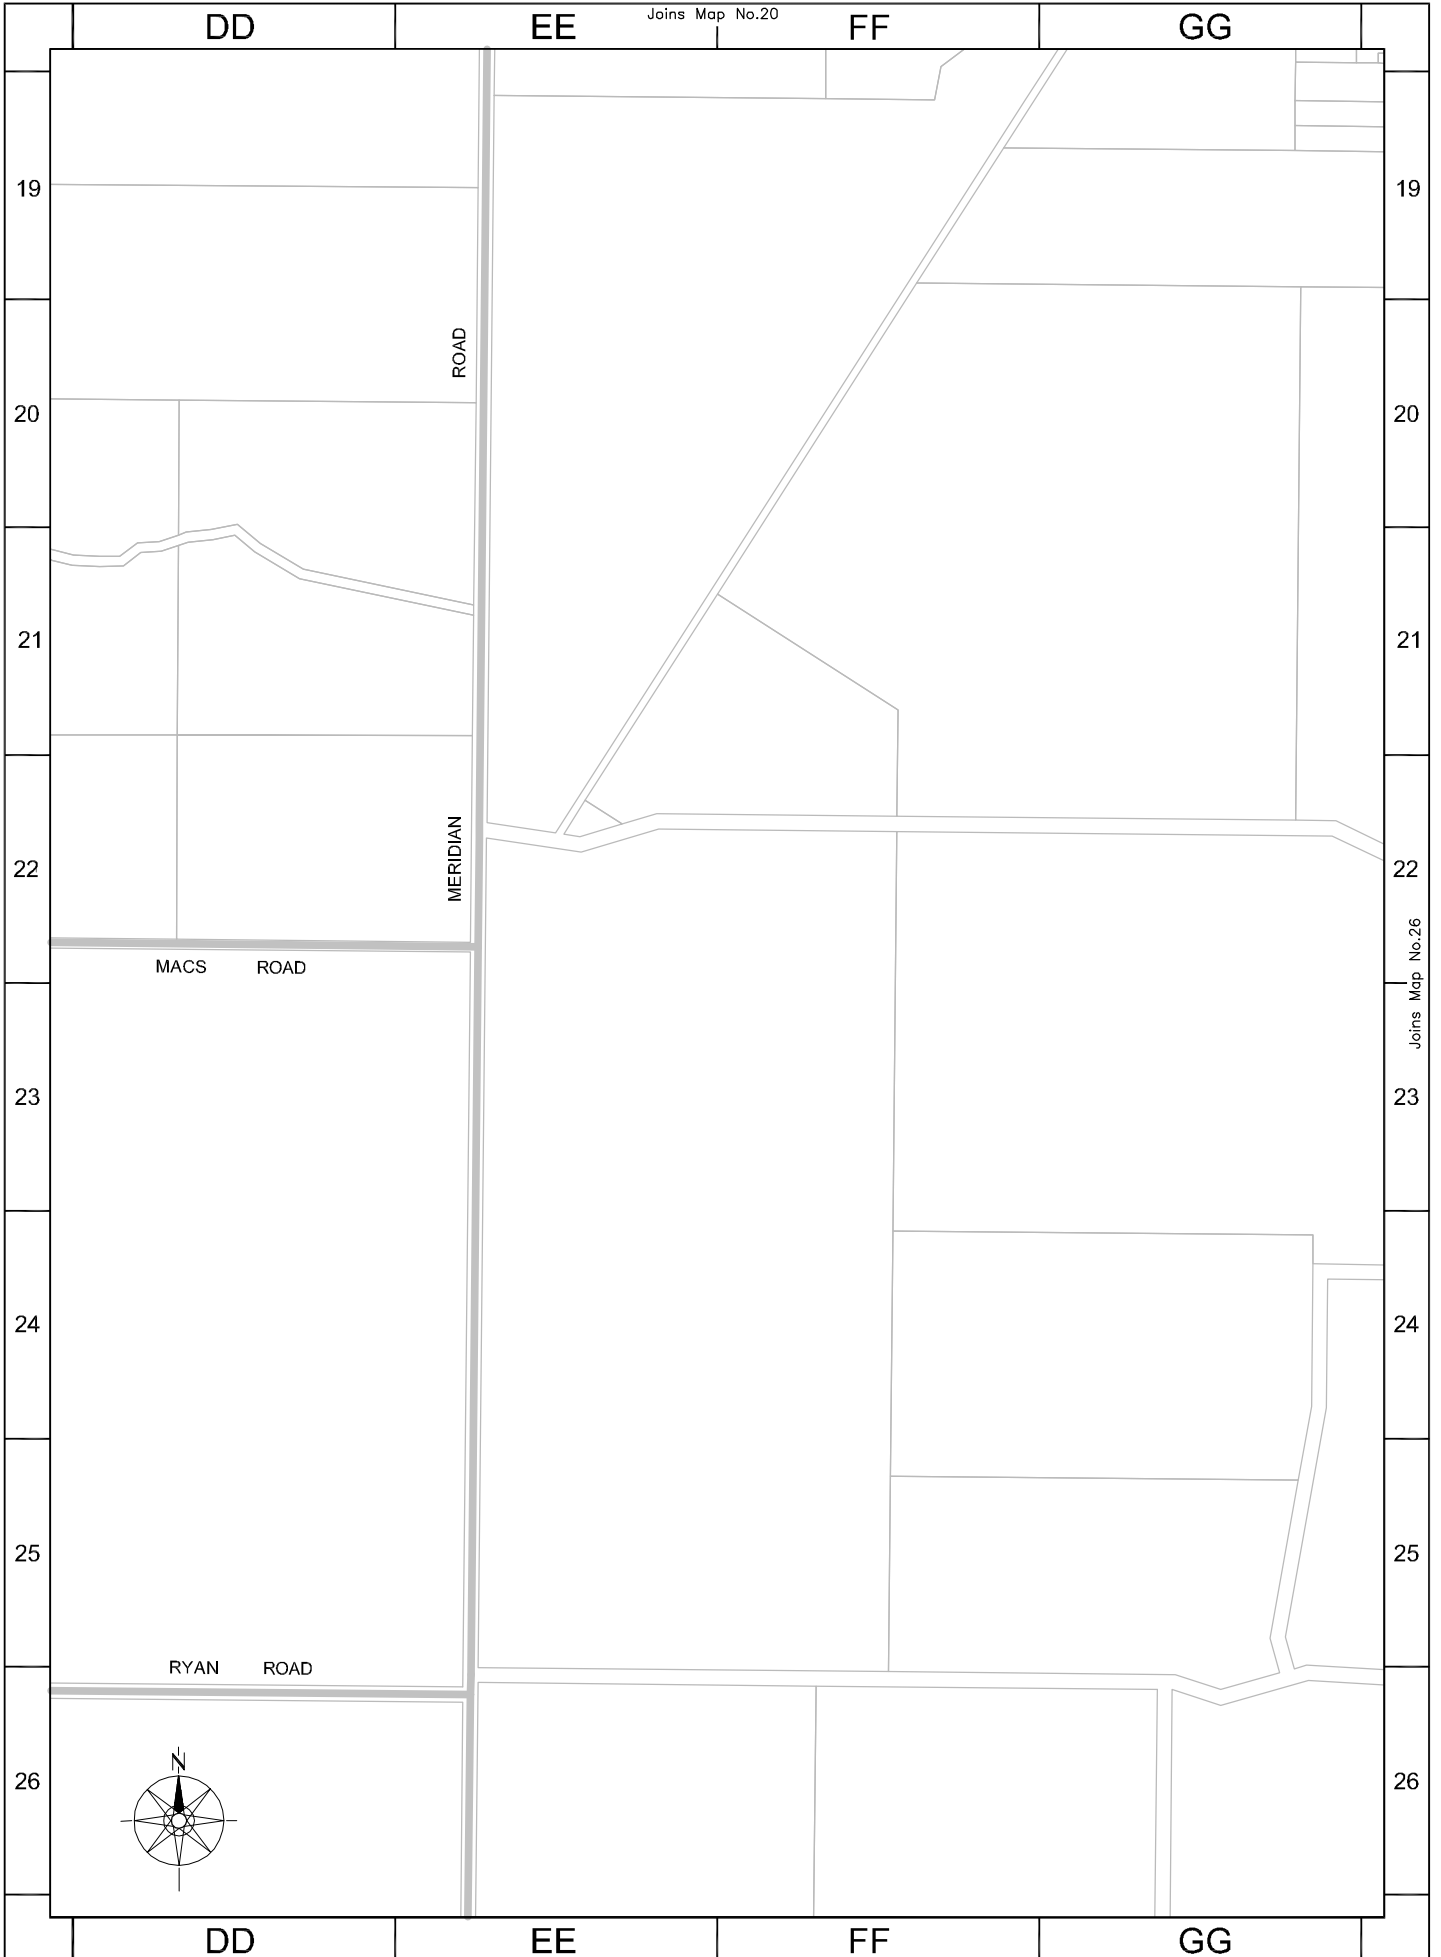 Joins Map No.20
DD EE FF GG
19 19
ROAD
20 20
21 21
MERIDIAN
22 22
Joins Map No.26
MACS ROAD
23 23
24 24
25 25
RYAN ROAD
N
26 26
DD EE FF GG